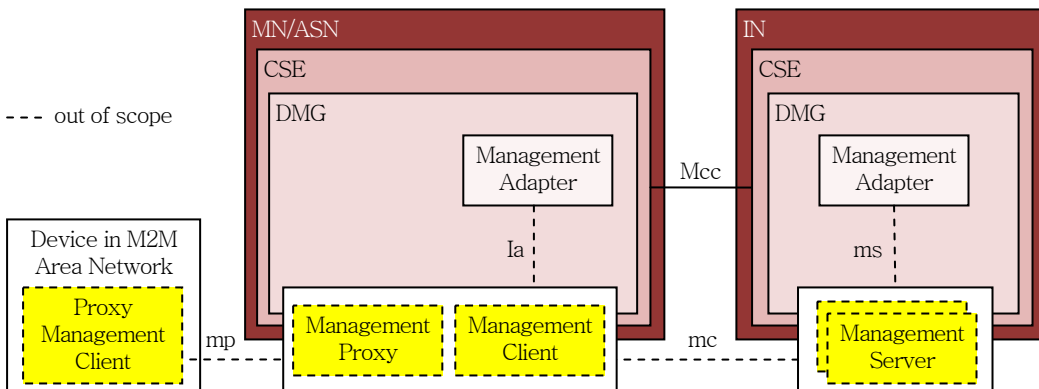 MN/ASN
CSE
DMG
Management
Adapter
IN
CSE
DMG
Management
Adapter
Mcc
out of scope
Device in M2M
Area Network
Proxy
Management
Client
Ia
ms
mp
Management
Proxy
Management
Client
mc
Management
Server